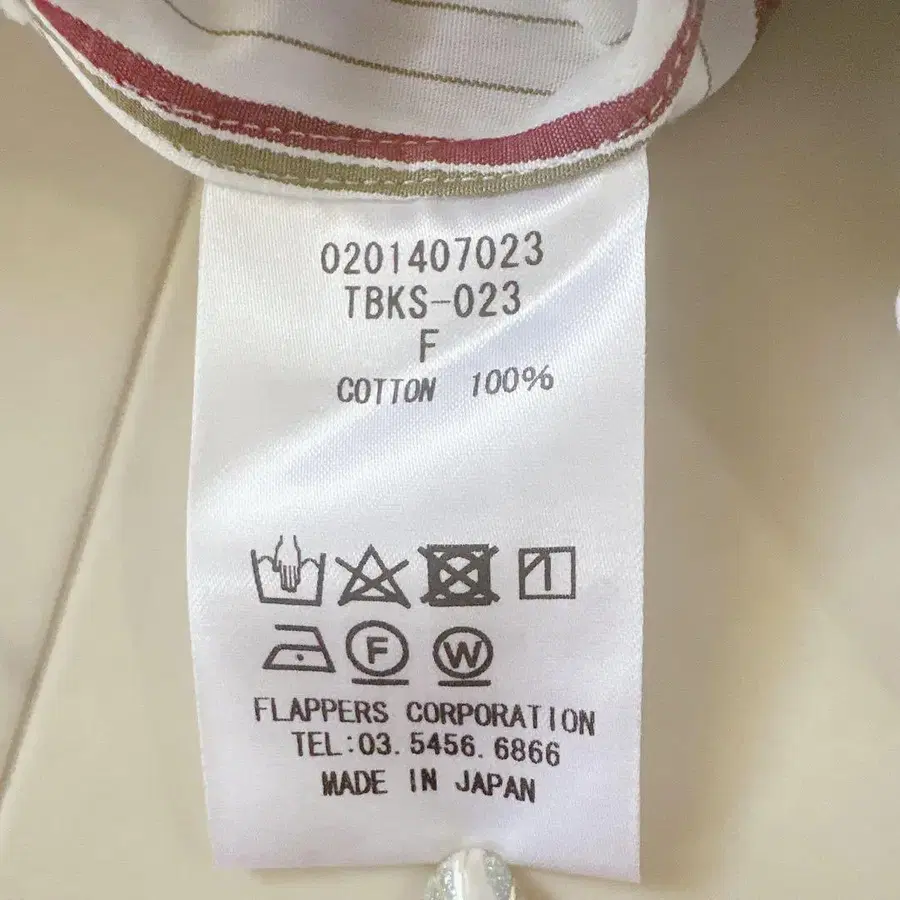 0201407023
TBKS-023
F
COTTON 100%
F W
FLAPPERS CORPORATION
TEL:03.5456.6866
MADE IN JAPAN